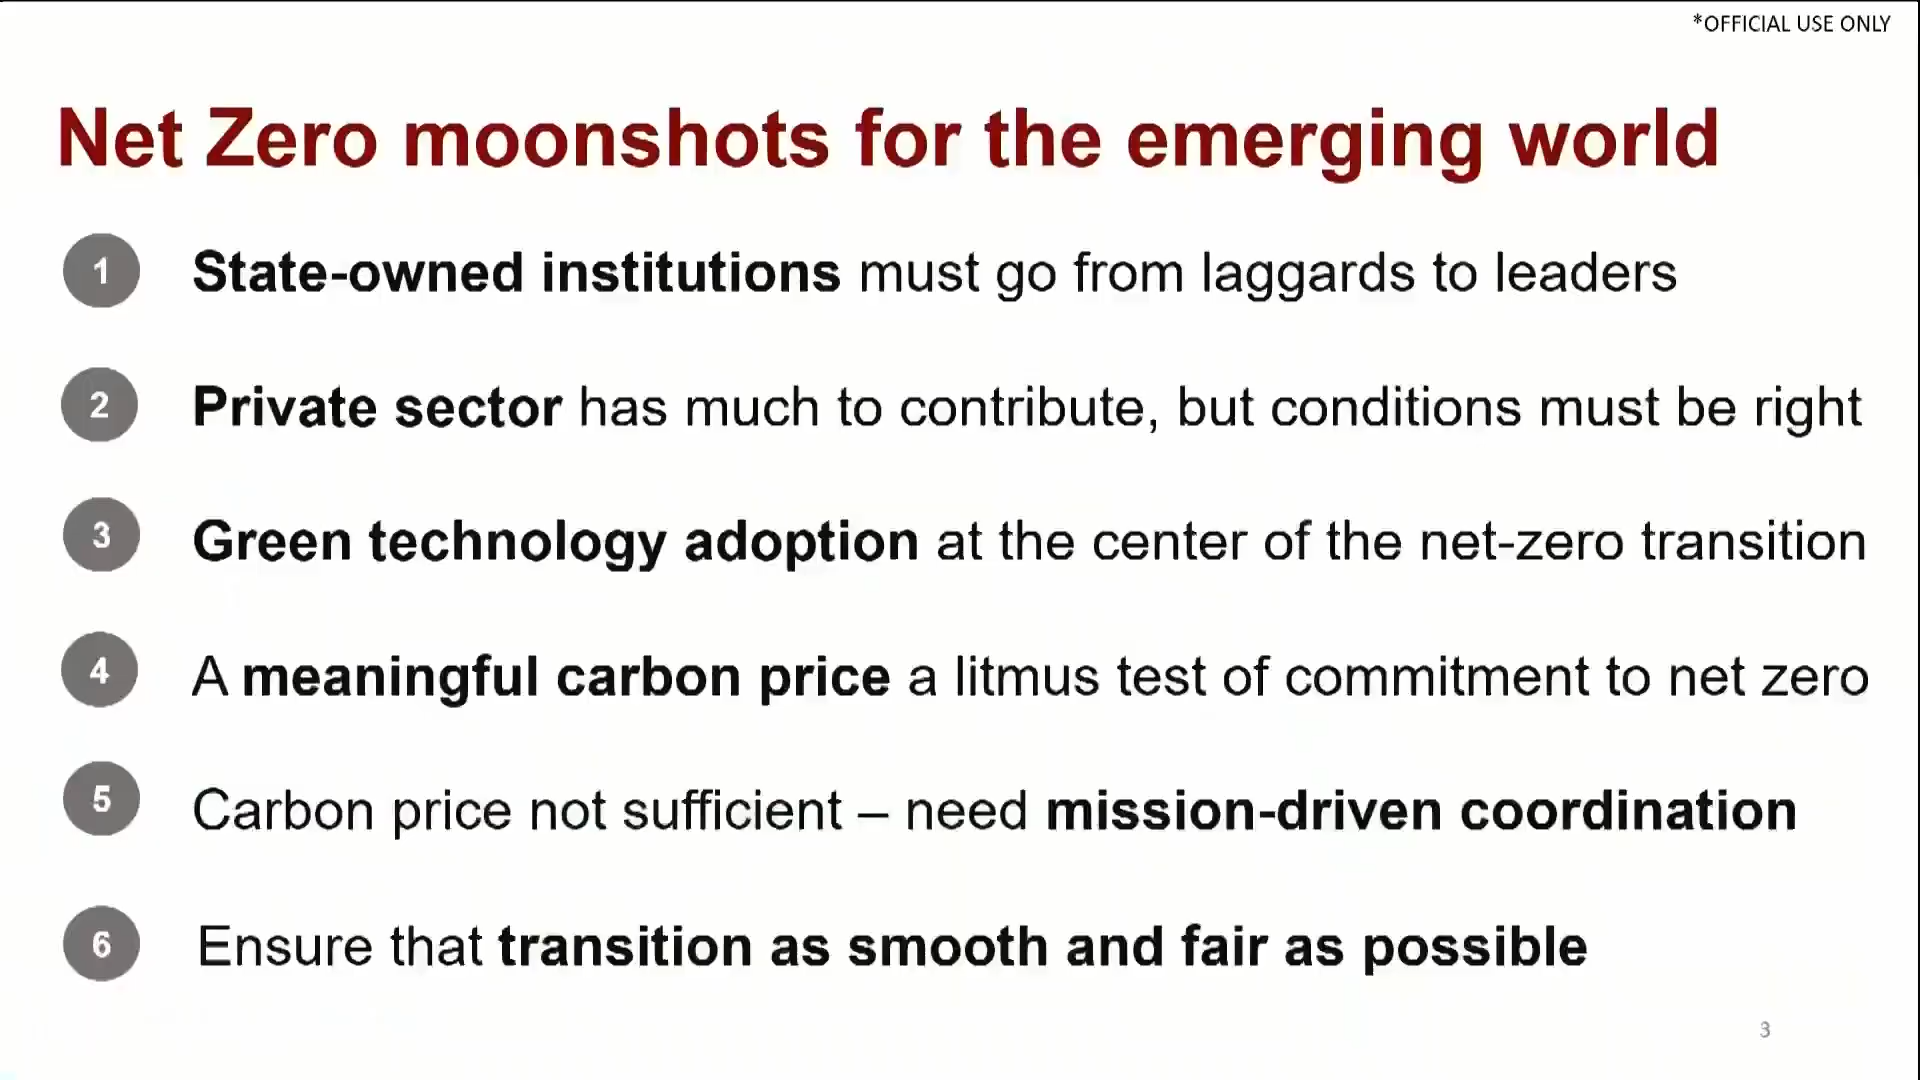 *OFFICIAL USE ONLY
Net Zero moonshots for the emerging world
1 State-owned institutions must go from laggards to leaders
2 Private sector has much to contribute, but conditions must be right
3 Green technology adoption at the center of the net-zero transition
4 A meaningful carbon price a litmus test of commitment to net zero
5 Carbon price not sufficient – need mission-driven coordination
6 Ensure that transition as smooth and fair as possible
3